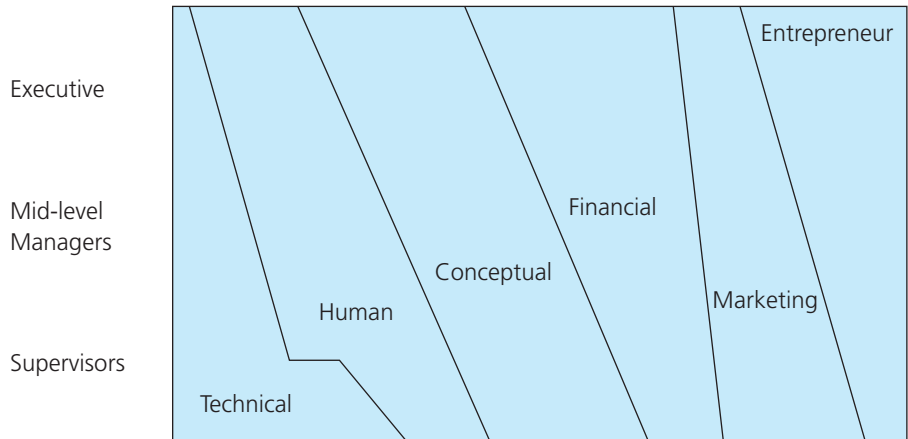 Entrepreneur
Executive
Mid-level
Managers
Financial
Conceptual
Marketing
Human
Supervisors
Technical